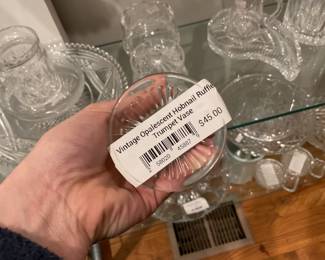 Vintage Opalescent Hobnail Ruffle
Trumpet Vase
$45.00